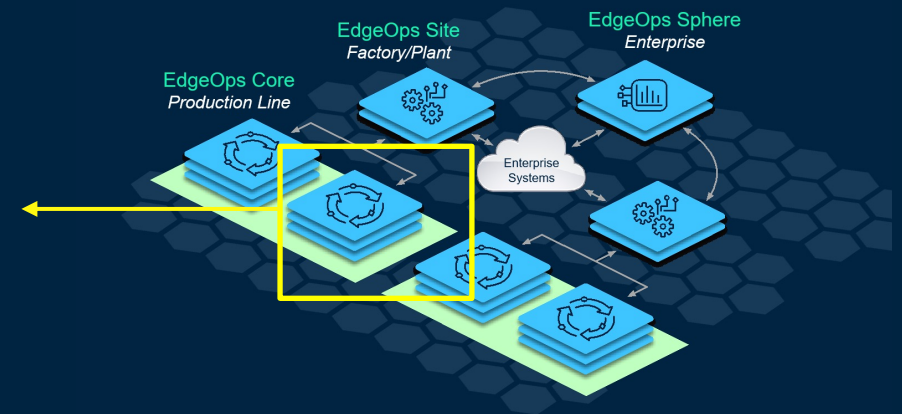 EdgeOps Sphere
Enterprise
EdgeOps Site
Factory/Plant
EdgeOps Core
Production Line
Enterprise
Systems